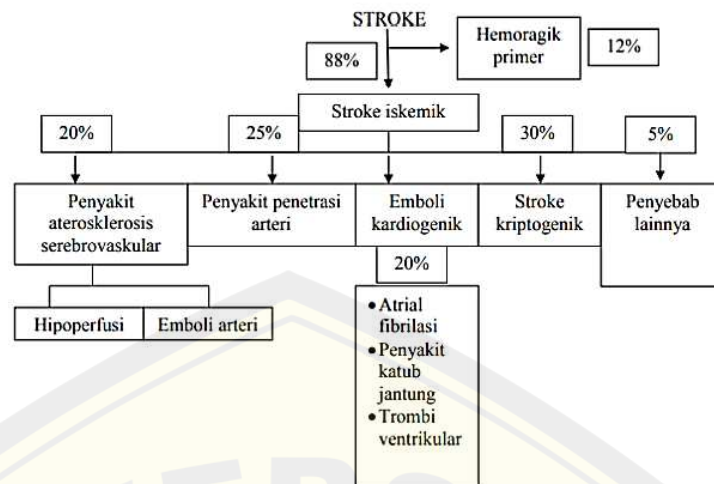 STROKE
88%
Hemoragik
primer
12%
Stroke iskemik
20%
25%
30%
5%
Penyakit
aterosklerosis
serebrovaskular
Penyakit penetrasi
arteri
Emboli
kardiogenik
Stroke
kriptogenik
Penyebab
lainnya
20%
Hipoperfusi
Emboli arteri
• Atrial
fibrilasi
• Penyakit
katub
jantung
• Trombi
ventrikular